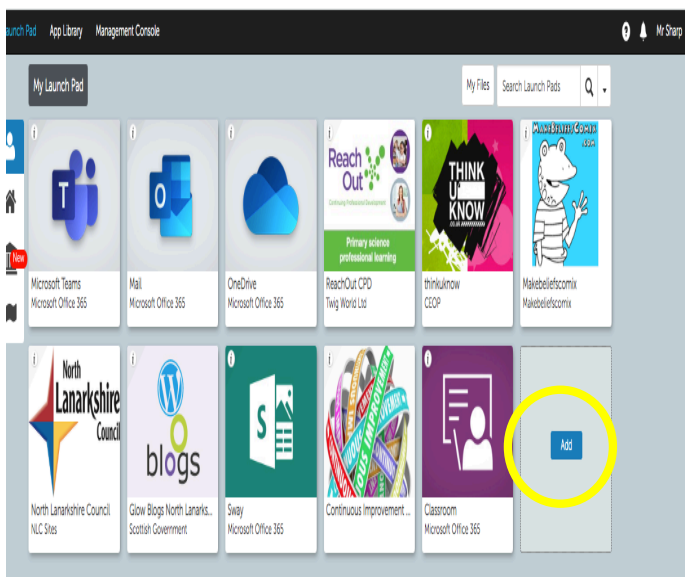 aunch Pad App Library Management Console Mr Sharp
My Launch Pad My Files Search Launch Pads
New
T
Microsoft Teams
Microsoft Office 365
O
Mail
Microsoft Office 365
OneDrive
Microsoft Office 365
Reach
Out
Continuing Professional Development
Primary science
professional learning
ReachOut CPD
Twig World Ltd
THINK
U
KNOW
.co.uk
thinkuknow
CEOP
MAKEBELIEFSCOMIX
.COM
Makebeliefscomix
Makebeliefscomix
North
Lanarkshire
Council
North Lanarkshire Council
NLC Sites
blogs
Glow Blogs North Lanarks...
Scottish Government
S
Sway
Microsoft Office 365
Continuous Improvement ...
Classroom
Microsoft Office 365
Add